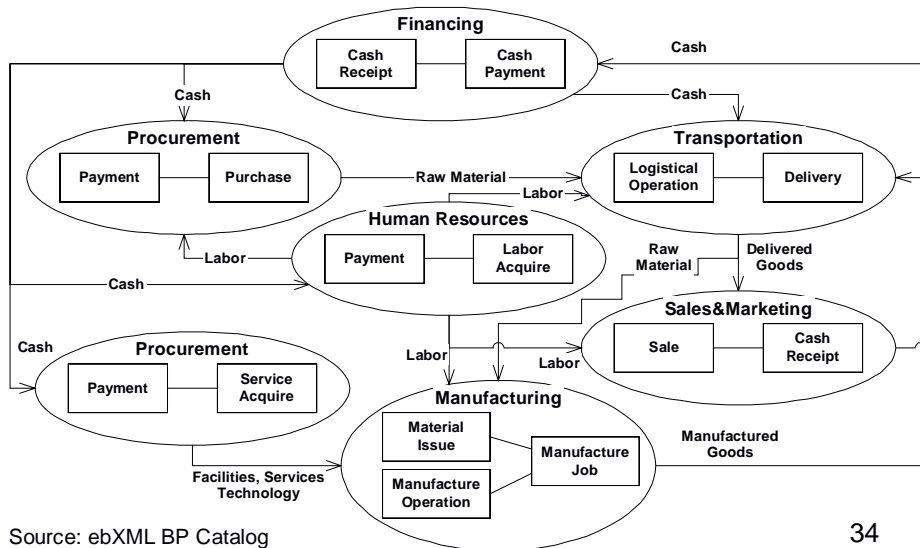 Financing
Cash
Receipt
Cash
Payment
Cash
Cash
Cash
Procurement
Payment
Purchase
Raw Material
Transportation
Logistical
Operation
Delivery
Labor
Human Resources
Payment
Labor
Acquire
Labor
Cash
Raw
Material
Delivered
Goods
Sales&Marketing
Sale
Cash
Receipt
Cash
Procurement
Payment
Service
Acquire
Labor
Labor
Manufacturing
Material
Issue
Manufacture
Job
Manufacture
Operation
Manufactured
Goods
Facilities, Services
Technology
Source: ebXML BP Catalog
34